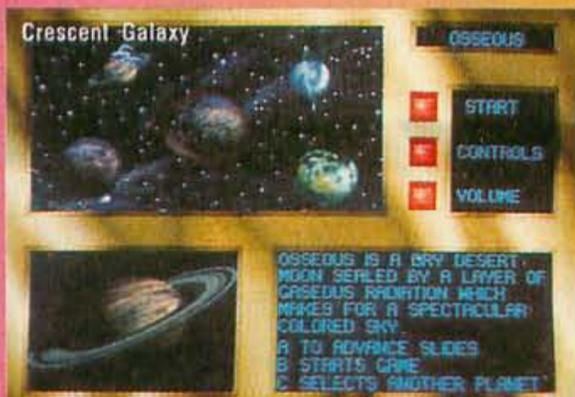 Crescent Galaxy
OSSEOUS
START
CONTROLS
VOLUME
OSSEOUS IS A DRY DESERT
MOON SEALED BY A LAYER OF
GASEOUS RADIATION WHICH
MAKES FOR A SPECTACULAR
COLORED SKY.
A TO ADVANCE SLIDES
B STARTS GAME
C SELECTS ANOTHER PLANET